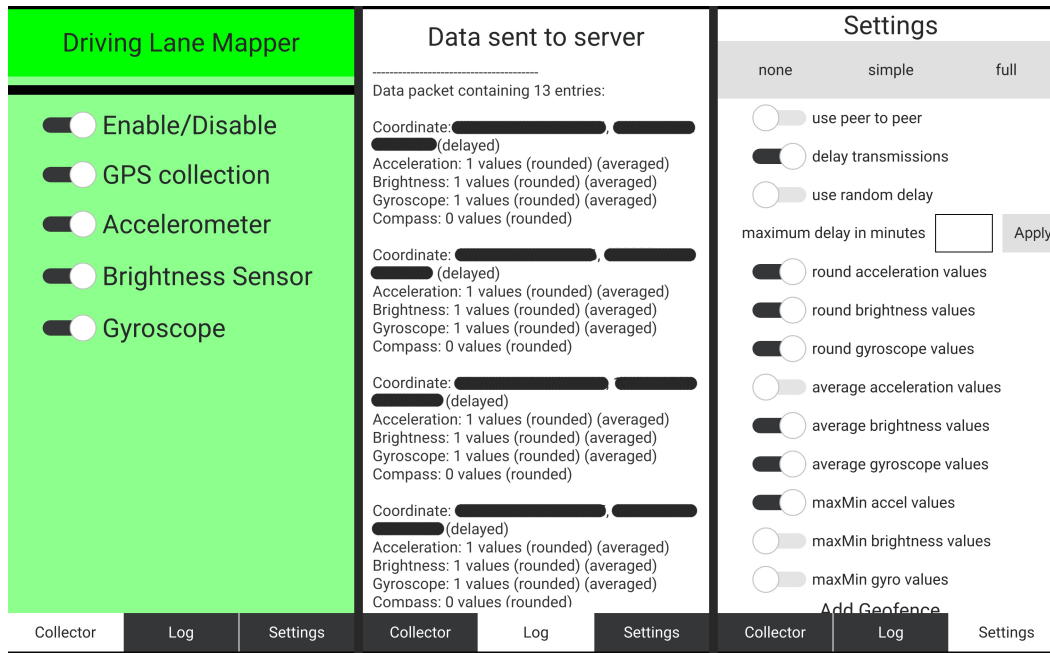 Driving Lane Mapper
Enable/Disable
GPS collection
Accelerometer
Brightness Sensor
Gyroscope
Collector
Log
Settings
Data sent to server
---------------------------------------
Data packet containing 13 entries:
Coordinate: ,
(delayed)
Acceleration: 1 values (rounded) (averaged)
Brightness: 1 values (rounded) (averaged)
Gyroscope: 1 values (rounded) (averaged)
Compass: 0 values (rounded)
Coordinate: ,
(delayed)
Acceleration: 1 values (rounded) (averaged)
Brightness: 1 values (rounded) (averaged)
Gyroscope: 1 values (rounded) (averaged)
Compass: 0 values (rounded)
Coordinate:
(delayed)
Acceleration: 1 values (rounded) (averaged)
Brightness: 1 values (rounded) (averaged)
Gyroscope: 1 values (rounded) (averaged)
Compass: 0 values (rounded)
Coordinate: ,
(delayed)
Acceleration: 1 values (rounded) (averaged)
Brightness: 1 values (rounded) (averaged)
Gyroscope: 1 values (rounded) (averaged)
Compass: 0 values (rounded)
Collector
Log
Settings
Settings
none simple full
use peer to peer
delay transmissions
use random delay
maximum delay in minutes Apply
round acceleration values
round brightness values
round gyroscope values
average acceleration values
average brightness values
average gyroscope values
maxMin accel values
maxMin brightness values
maxMin gyro values
Add Geofence
Collector
Log
Settings